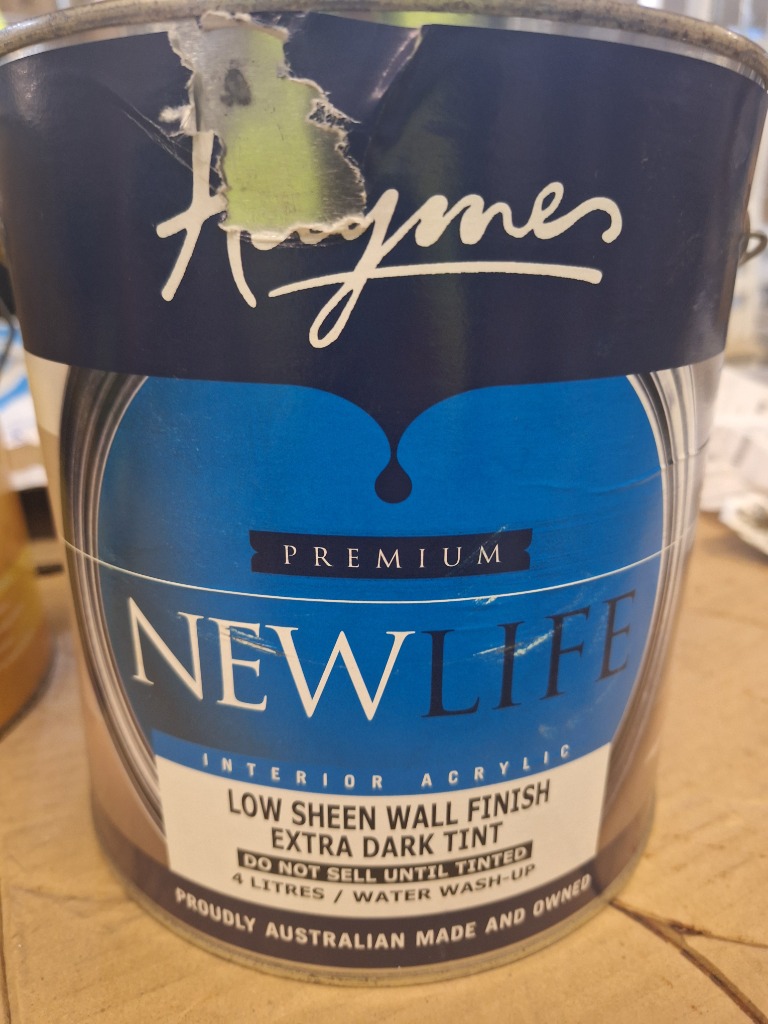 Haymes
PREMIUM
NEWLIFE
INTERIOR ACRYLIC
LOW SHEEN WALL FINISH
EXTRA DARK TINT
DO NOT SELL UNTIL TINTED
4 LITRES / WATER WASH-UP
PROUDLY AUSTRALIAN MADE AND OWNED